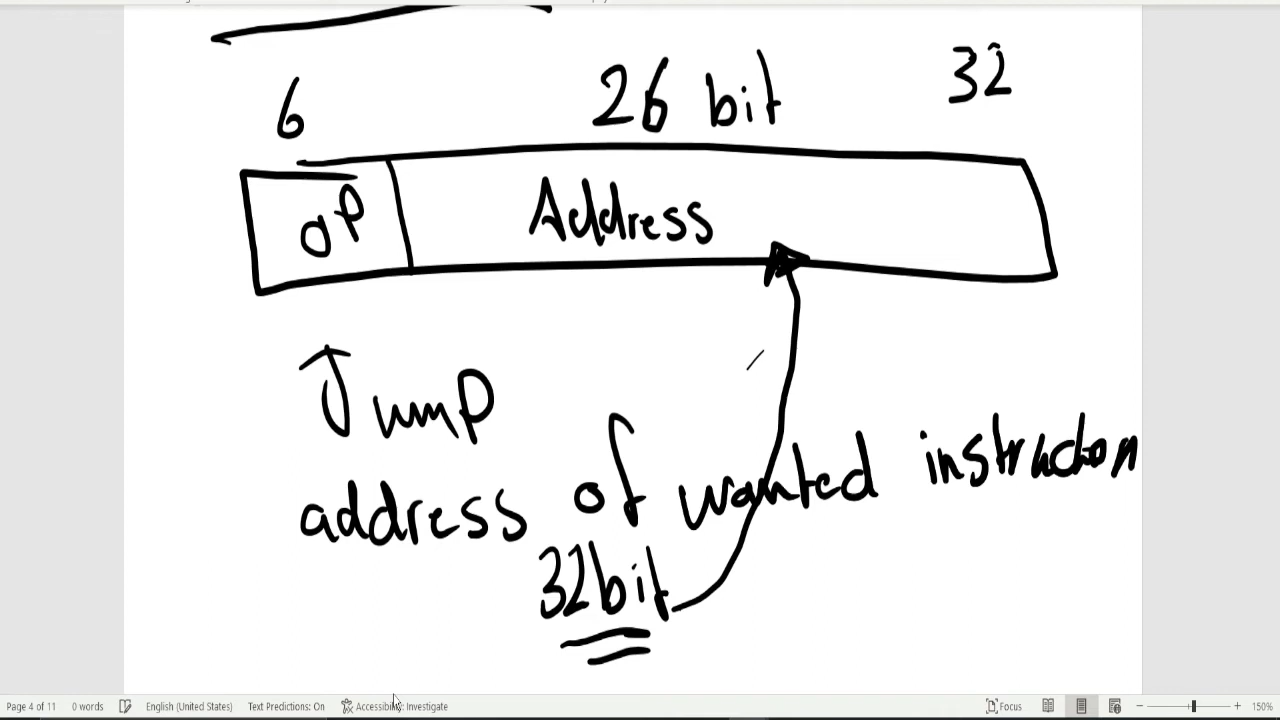 6 26 bit 32
OP Address
Jump
address of wanted instruction
32bit
Page 4 of 11 0 words English (United States) Text Predictions: On Accessibility: Investigate Focus 150%